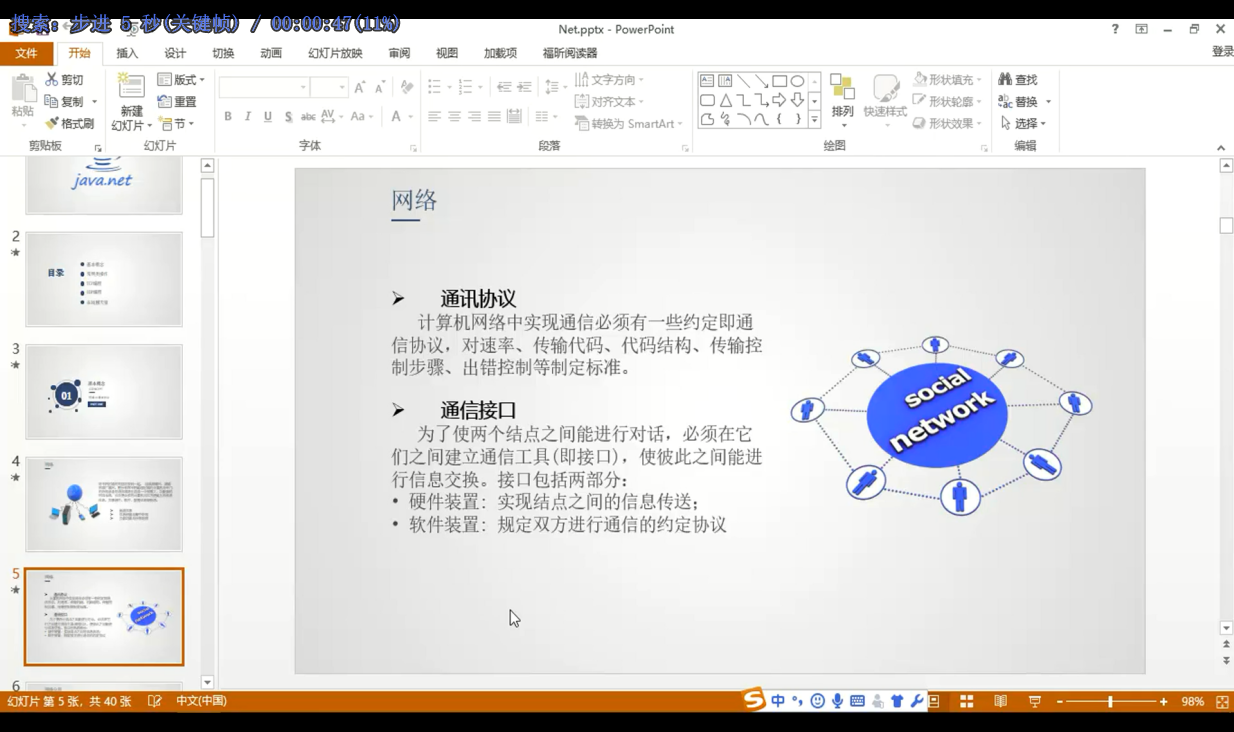 搜索: 步进 5 秒(关键帧) / 00:00:47(11%)
Net.pptx - PowerPoint
登录
文件 开始 插入 设计 切换 动画 幻灯片放映 审阅 视图 加载项 福昕阅读器
粘贴 剪切 复制 格式刷
剪贴板
新建 幻灯片 版式 重置 节
幻灯片
B I U S abc AV Aa A
字体
文字方向
对齐文本
转换为 SmartArt
段落
排列 快速样式
形状填充
形状轮廓
形状效果
绘图
查找
替换
选择
编辑
java.net
2
目录
3
01
4
5
6
网络
通讯协议
计算机网络中实现通信必须有一些约定即通
信协议，对速率、传输代码、代码结构、传输控
制步骤、出错控制等制定标准。
通信接口
为了使两个结点之间能进行对话，必须在它
们之间建立通信工具(即接口)，使彼此之间能进
行信息交换。接口包括两部分：
• 硬件装置：实现结点之间的信息传送；
• 软件装置：规定双方进行通信的约定协议
social
network
幻灯片 第 5 张，共 40 张 中文(中国)
中
98%